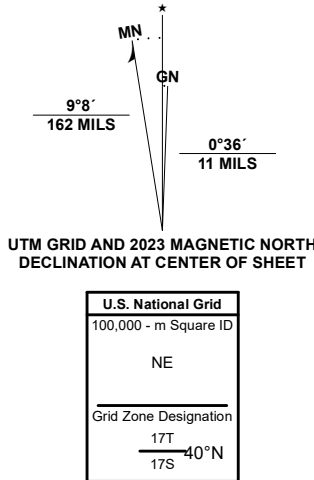 ★
MN
GN
9°8´
162 MILS
0°36´
11 MILS
UTM GRID AND 2023 MAGNETIC NORTH
DECLINATION AT CENTER OF SHEET
U.S. National Grid
100,000 - m Square ID
NE
Grid Zone Designation
17T
40°N
17S